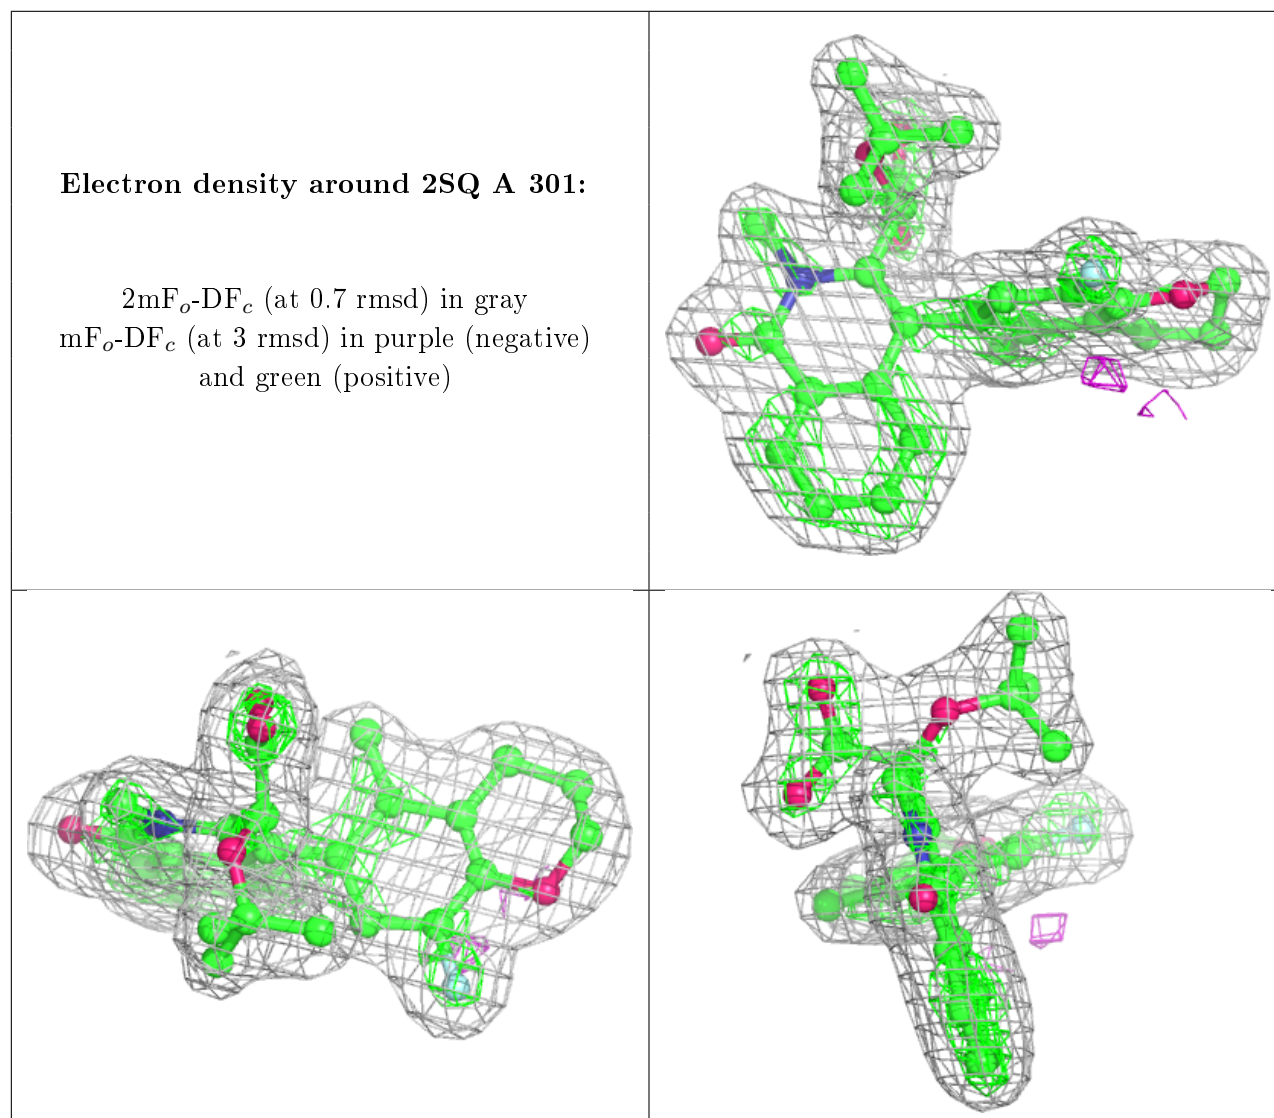 Electron density around 2SQ A 301:
2mFo-DFc (at 0.7 rmsd) in gray
mFo-DFc (at 3 rmsd) in purple (negative)
and green (positive)